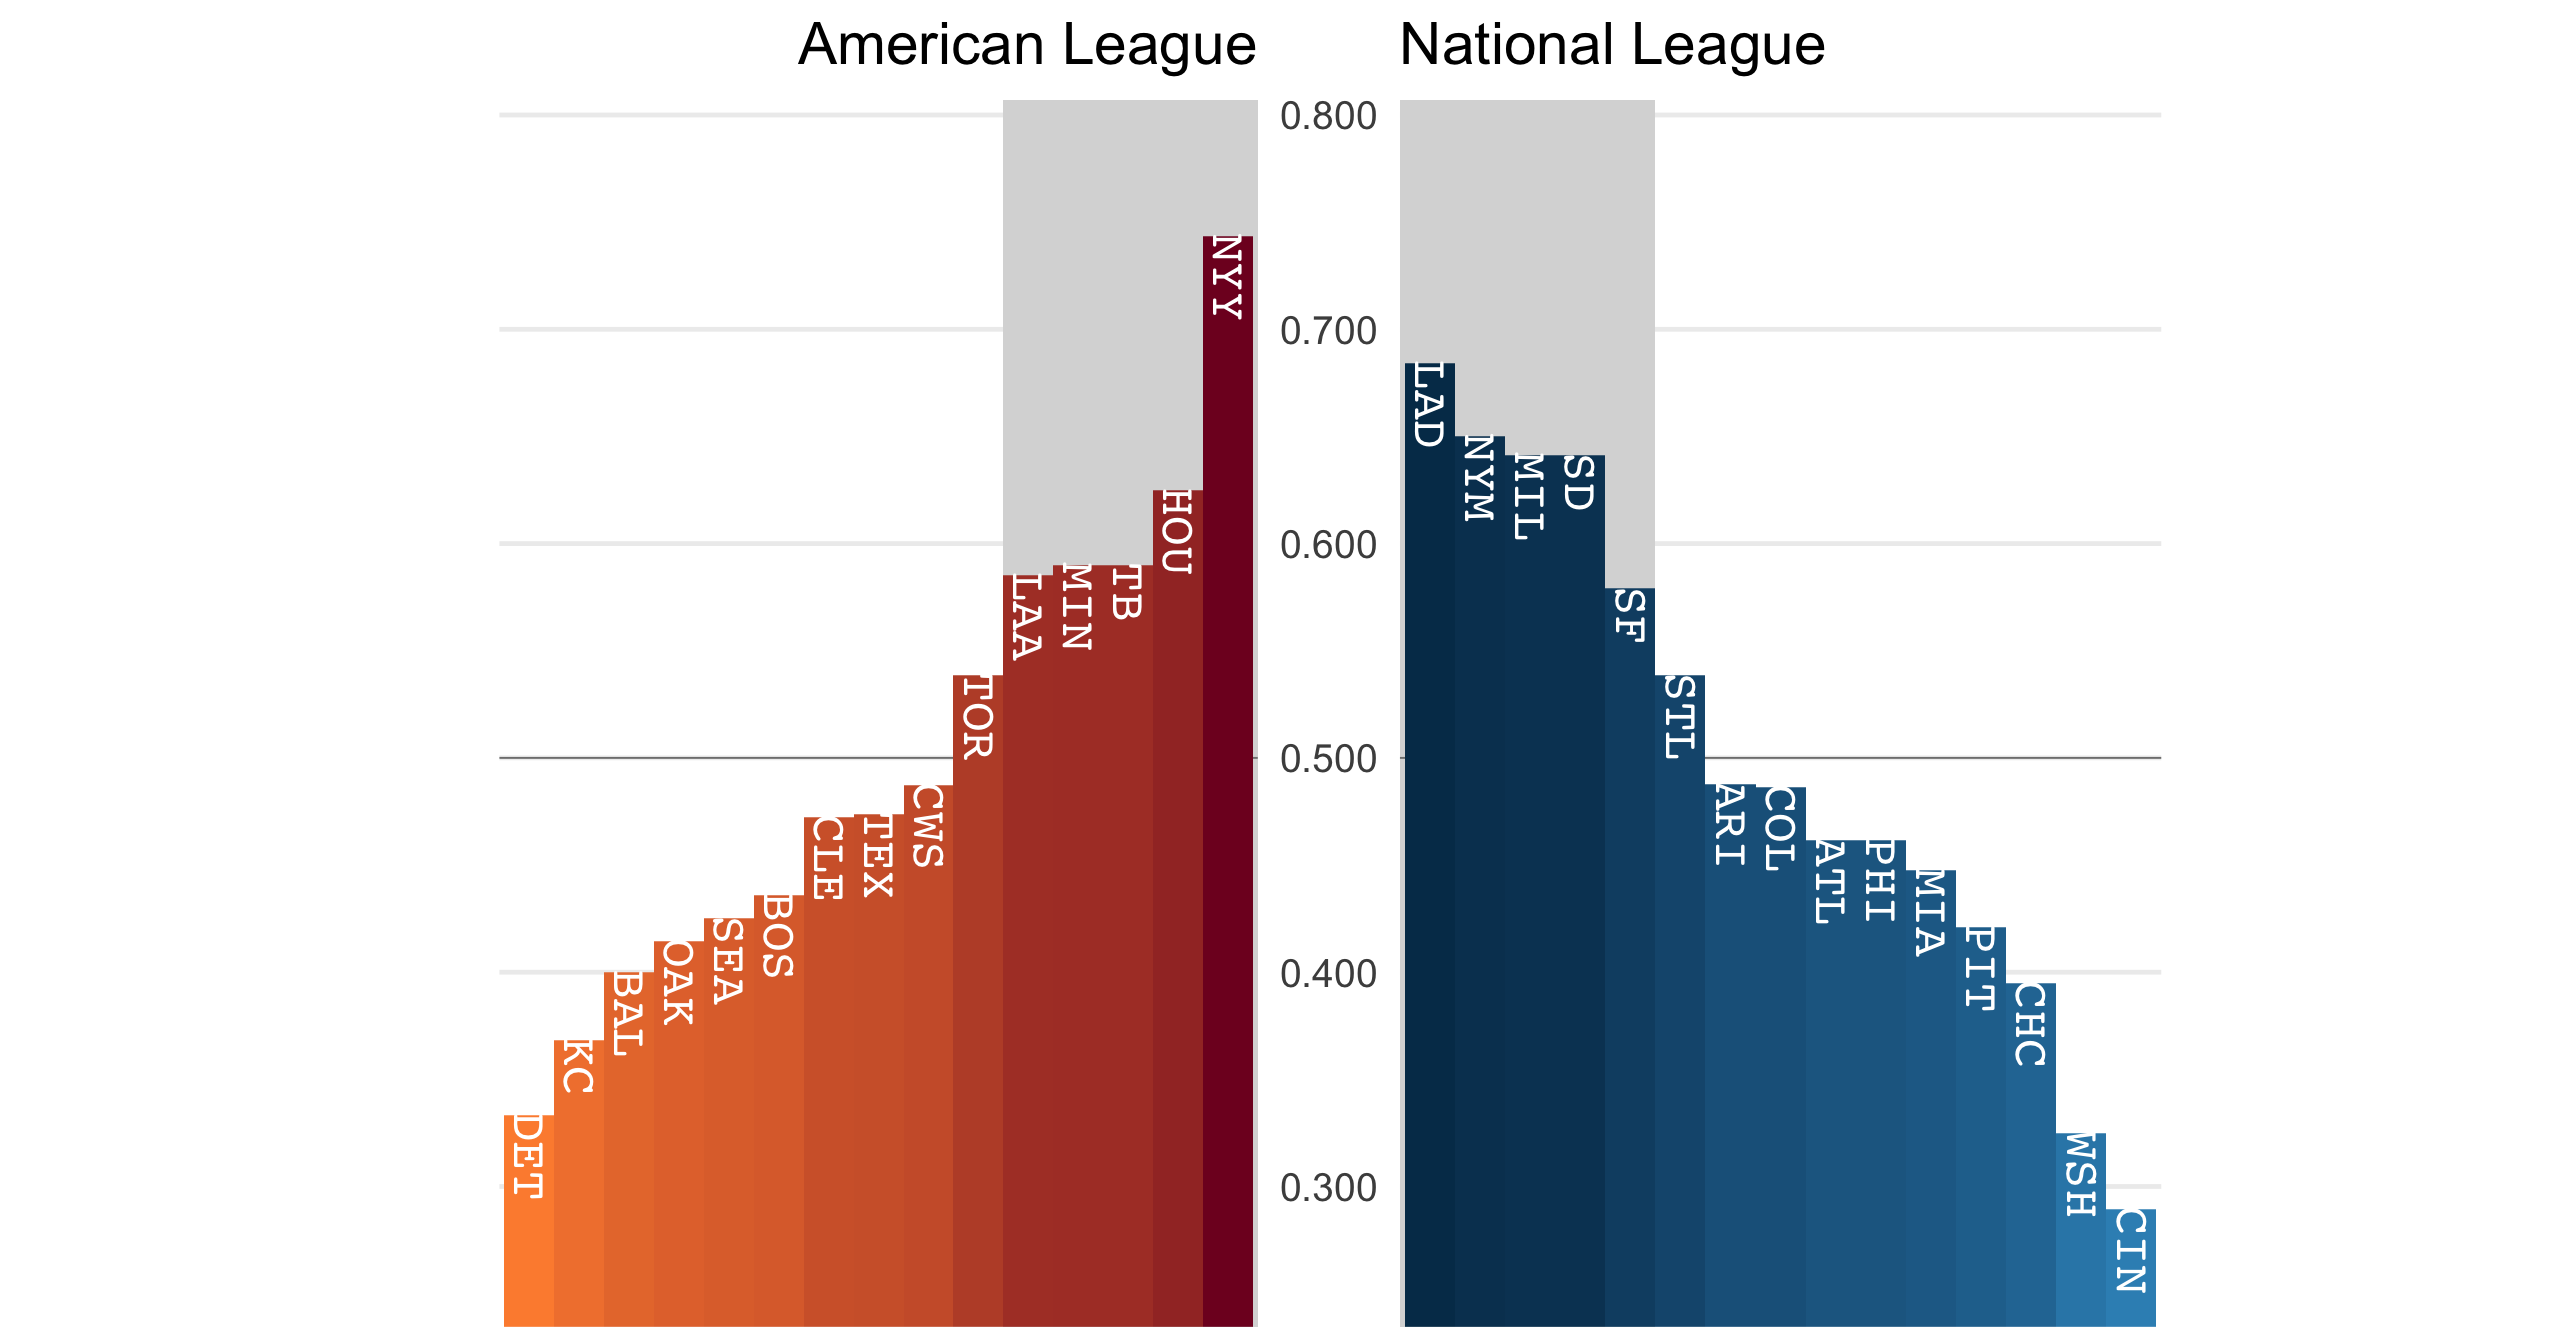 American League
National League
0.800
0.700
0.600
0.500
0.400
0.300
DET
KC
BAL
OAK
SEA
BOS
CLE
TEX
CWS
TOR
LAA
MIN
TB
HOU
NYY
LAD
NYM
MIL
SD
SF
STL
ARI
COL
ATL
PHI
MIA
PIT
CHC
WSH
CIN